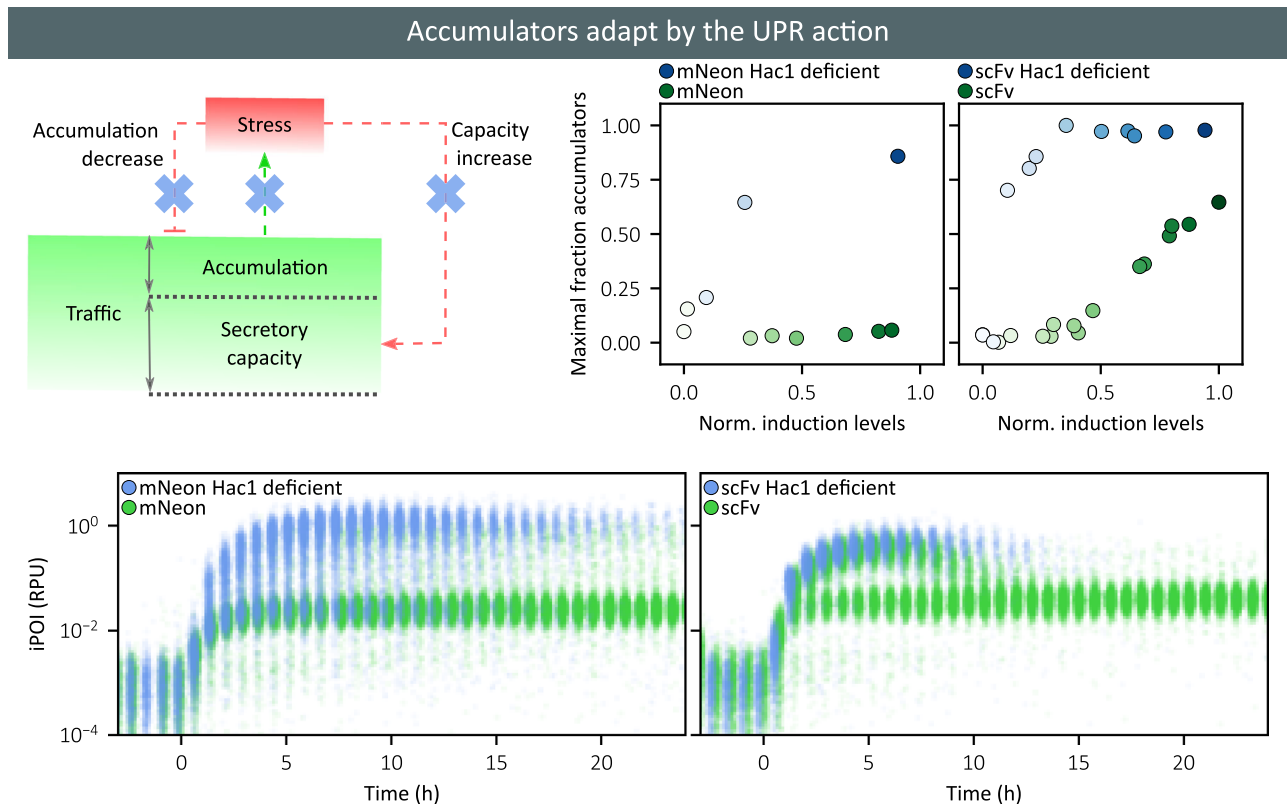 Accumulators adapt by the UPR action
Accumulation
decrease
Stress
Capacity
increase
Traffic
Accumulation
Secretory
capacity
mNeon Hac1 deficient
mNeon
scFv Hac1 deficient
scFv
Maximal fraction accumulators
1.00
0.75
0.50
0.25
0.00
0.0
0.5
1.0
Norm. induction levels
0.0
0.5
1.0
Norm. induction levels
mNeon Hac1 deficient
mNeon
iPOI (RPU)
10⁰
10⁻²
10⁻⁴
0
5
10
15
20
Time (h)
scFv Hac1 deficient
scFv
0
5
10
15
20
Time (h)